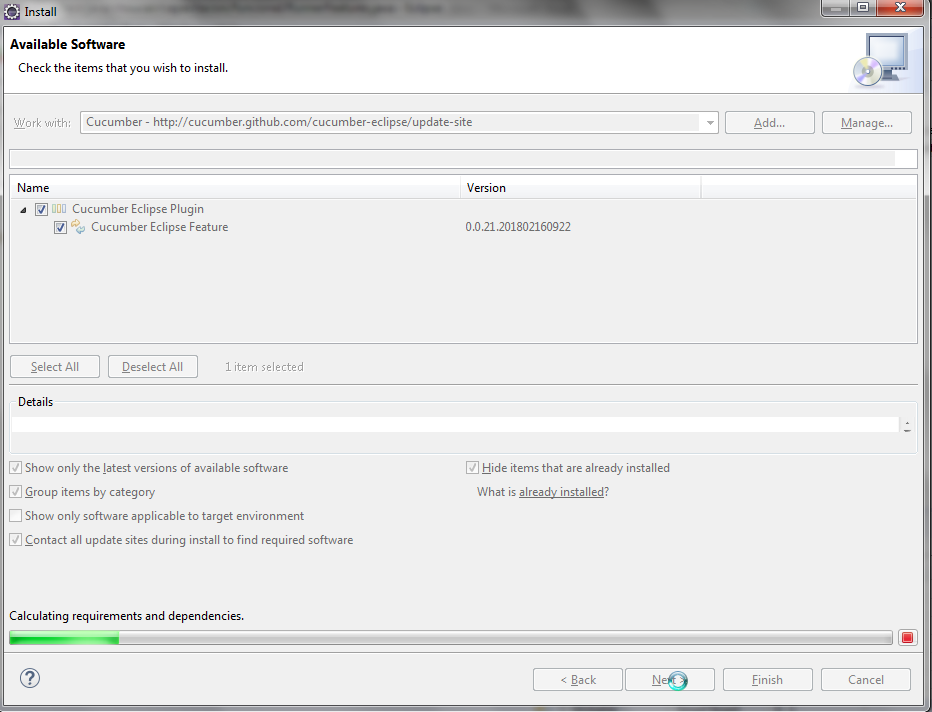 Install
Available Software
Check the items that you wish to install.
Work with: Cucumber - http://cucumber.github.com/cucumber-eclipse/update-site Add... Manage...
Name Version
Cucumber Eclipse Plugin
Cucumber Eclipse Feature 0.0.21.201802160922
Select All Deselect All 1 item selected
Details
Show only the latest versions of available software Hide items that are already installed
Group items by category What is already installed?
Show only software applicable to target environment
Contact all update sites during install to find required software
Calculating requirements and dependencies.
? < Back Next > Finish Cancel